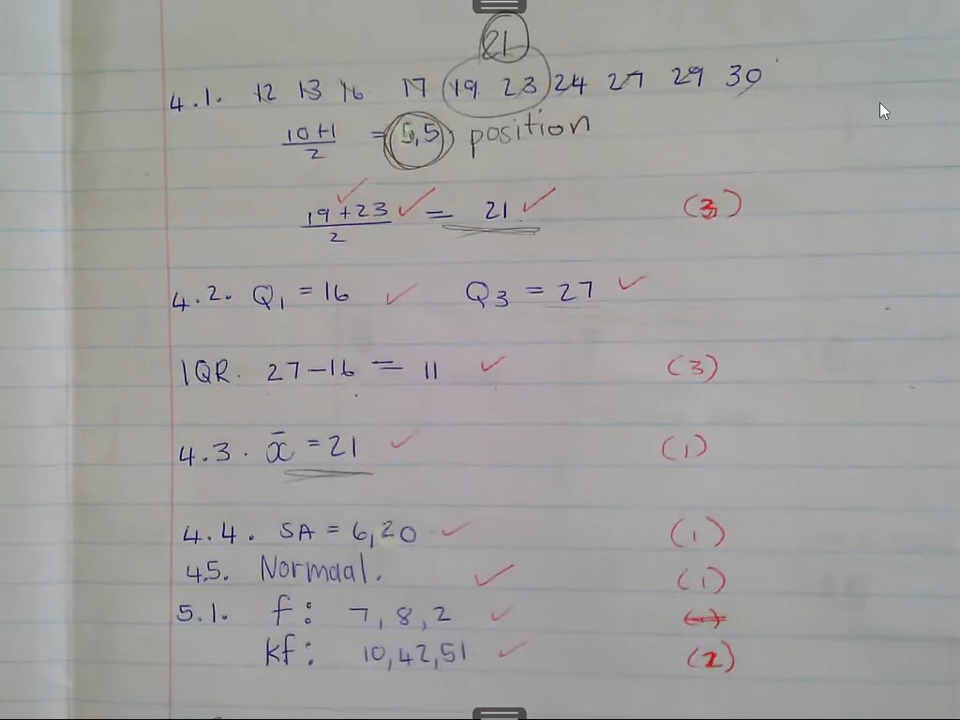 21
4.1. 12 13 16 17 19 23 24 27 29 30
10+1/2 = 5,5 position
19+23/2 = 21 (3)
4.2. Q1 = 16 Q3 = 27
IQR. 27-16 = 11 (3)
4.3. x̄ = 21 (1)
4.4. SA = 6,20 (1)
4.5. Normaal. (1)
5.1. f: 7, 8, 2
kf: 10, 42, 51 (2)